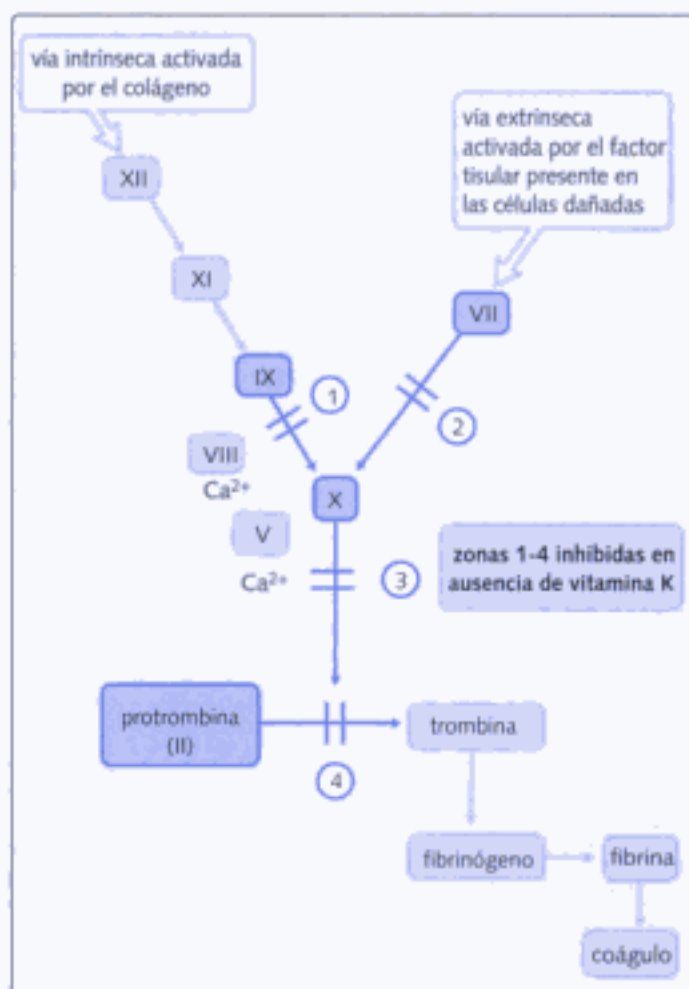 vía intrínseca activada
por el colágeno
vía extrínseca
activada por el factor
tisular presente en
las células dañadas
XII
XI
VII
IX
1
2
VIII
Ca²⁺
X
V
Ca²⁺
3
zonas 1-4 inhibidas en
ausencia de vitamina K
protrombina
(II)
trombina
4
fibrinógeno
fibrina
coágulo